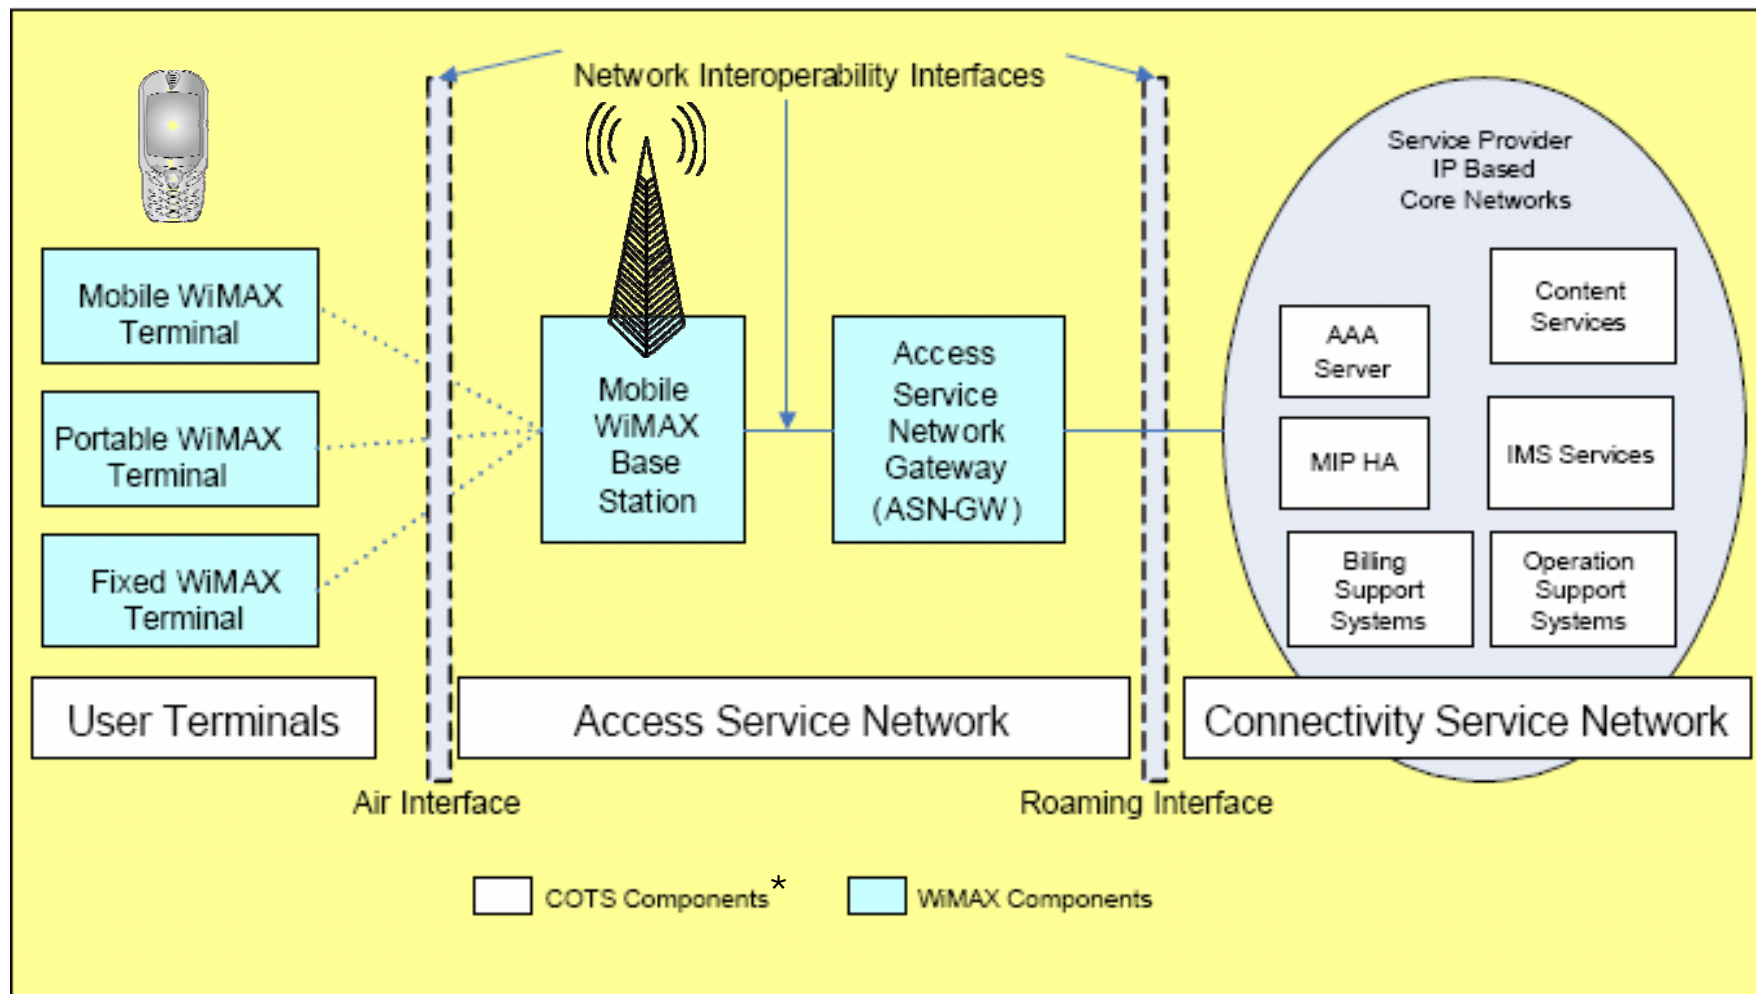 Network Interoperability Interfaces
Service Provider
IP Based
Core Networks
Mobile WiMAX
Terminal
Portable WiMAX
Terminal
Fixed WiMAX
Terminal
Mobile
WiMAX
Base
Station
Access
Service
Network
Gateway
(ASN-GW)
AAA
Server
Content
Services
MIP HA
IMS Services
Billing
Support
Systems
Operation
Support
Systems
User Terminals
Access Service Network
Connectivity Service Network
Air Interface
Roaming Interface
COTS Components*
WiMAX Components